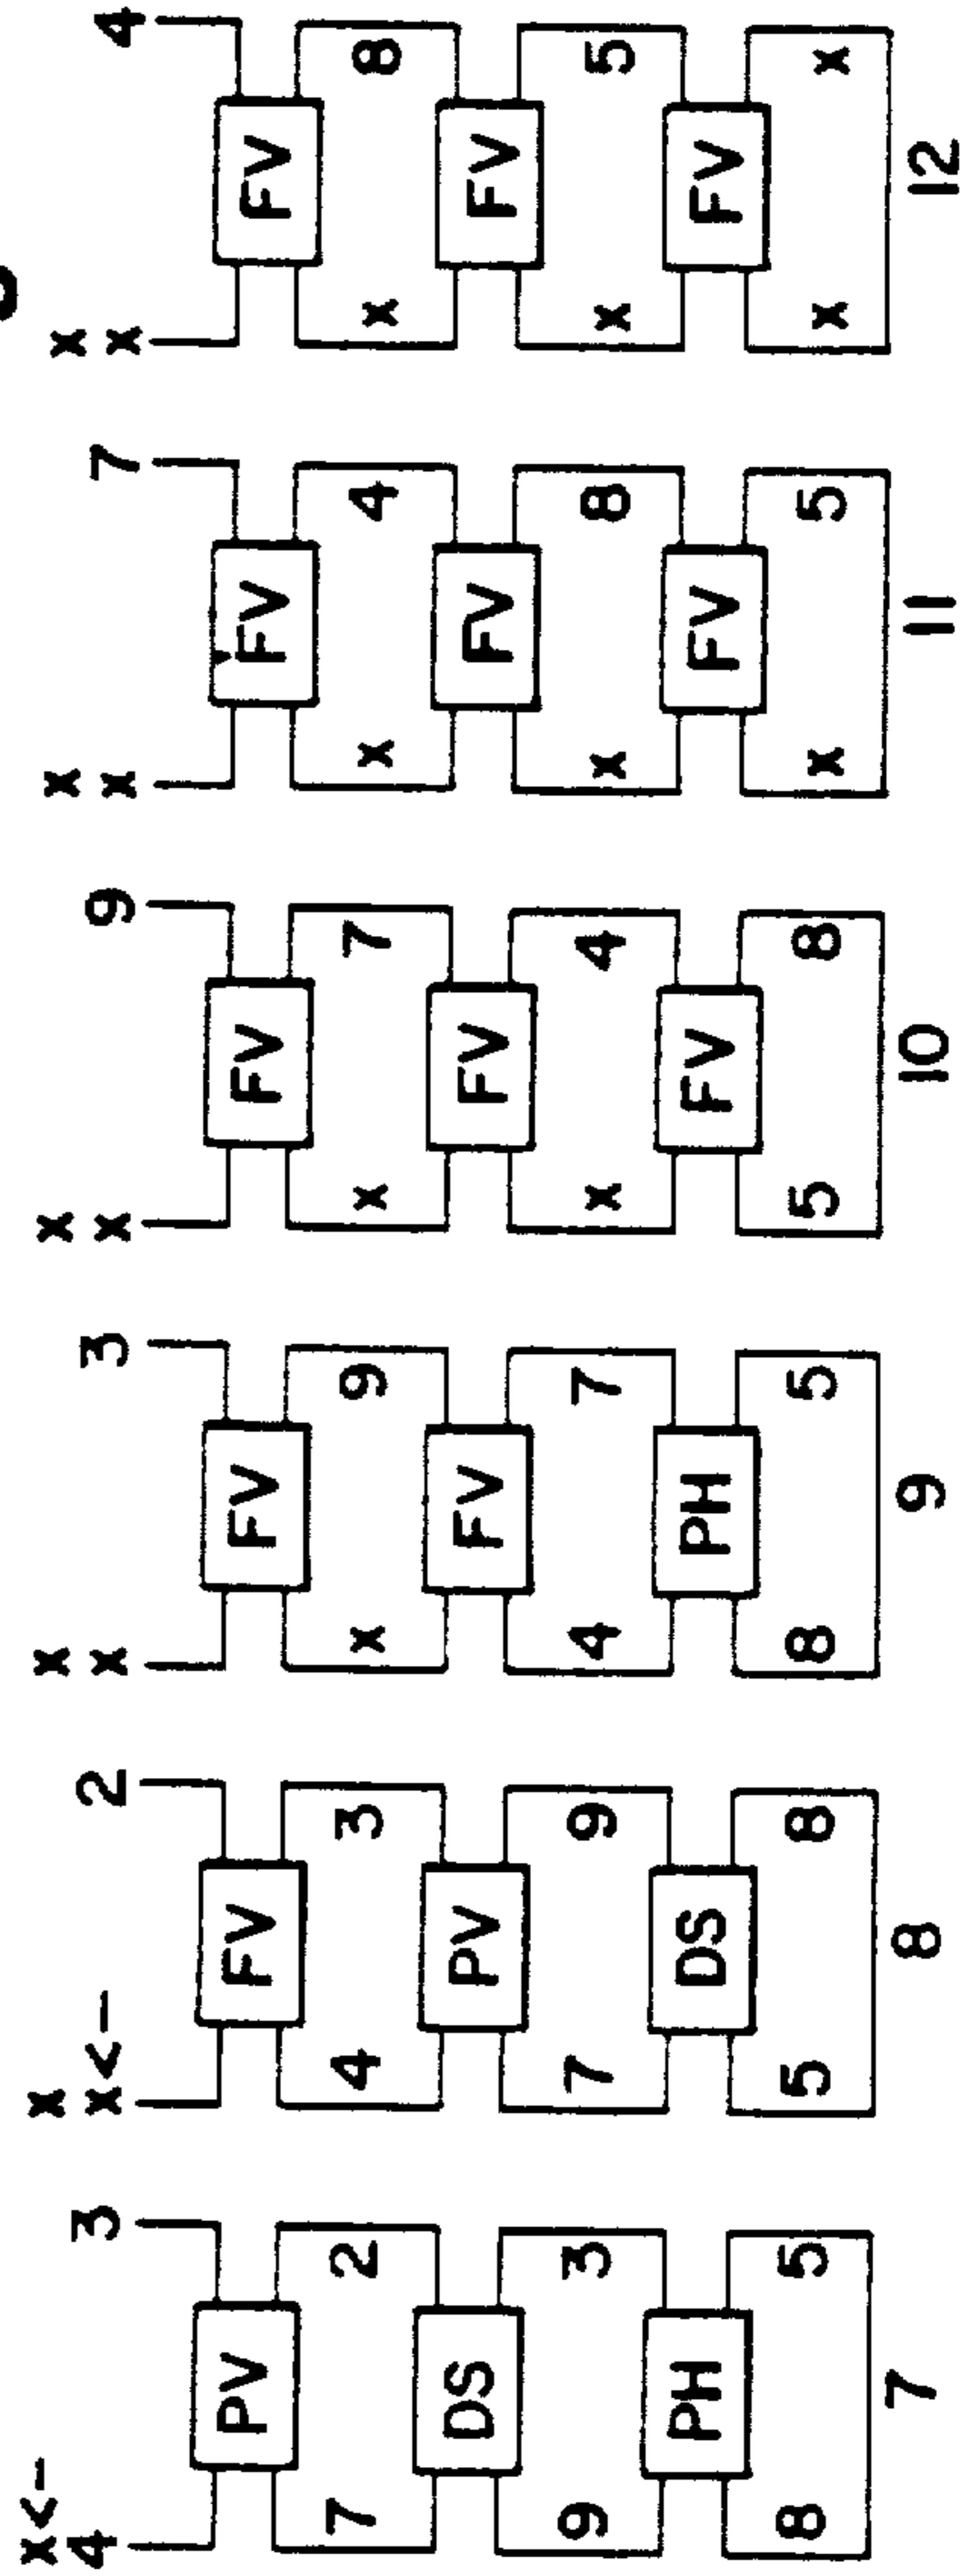 x<- x x x x x
4 3 x<- 2 x 3 x 9 x 7 x 4
PV FV FV FV FV FV
7 2 4 3 x 9 x 7 x 4 x 8
DS PV FV FV FV FV
9 3 7 9 4 7 x 4 x 8 x 5
PH DS PH FV FV FV
8 5 5 8 8 5 5 8 x 5 x x
7 8 9 10 11 12